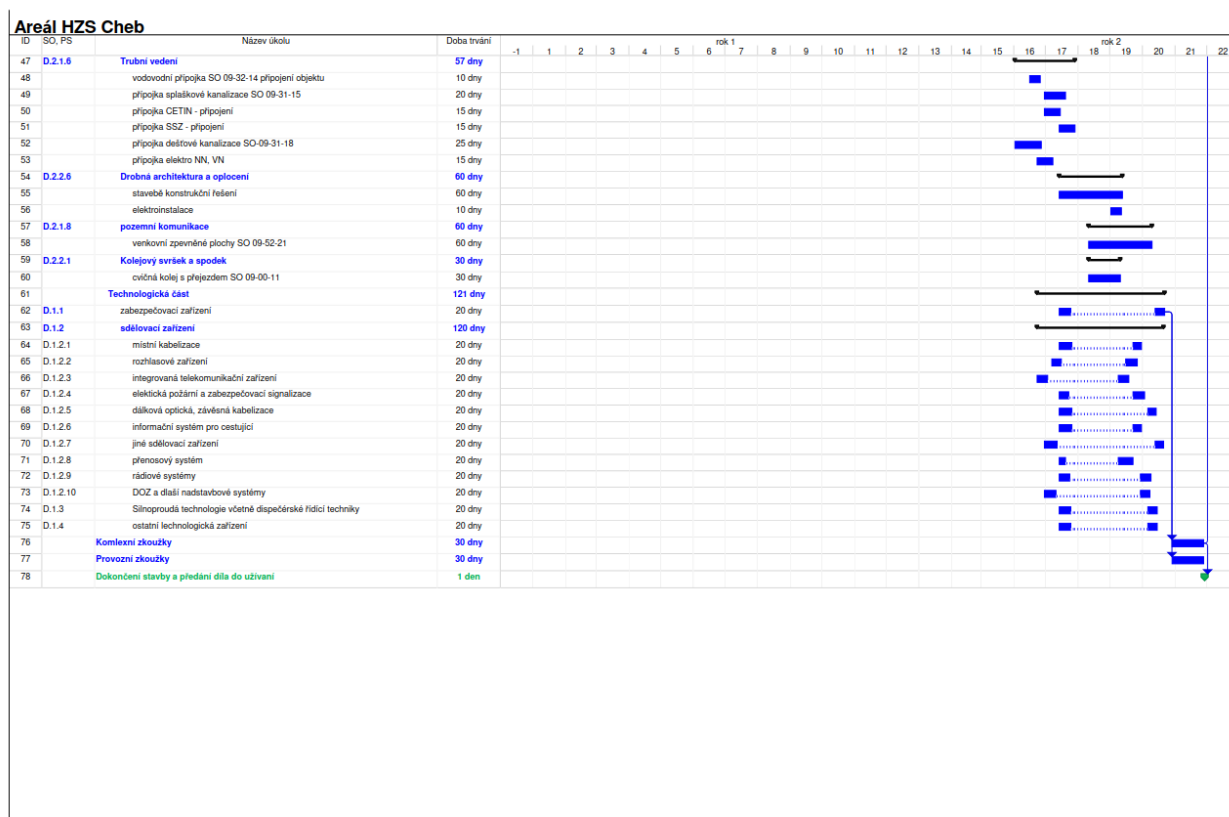 Areál HZS Cheb
ID SO, PS Název úkolu Doba trvání rok 1 rok 2
-1 1 2 3 4 5 6 7 8 9 10 11 12 13 14 15 16 17 18 19 20 21 22
47 D.2.1.6 Trubní vedení 57 dny
48 vodovodní přípojka SO 09-32-14 připojení objektu 10 dny
49 přípojka splaškové kanalizace SO 09-31-15 20 dny
50 přípojka CETIN - připojení 15 dny
51 přípojka SSZ - připojení 15 dny
52 přípojka dešťové kanalizace SO-09-31-18 25 dny
53 přípojka elektro NN, VN 15 dny
54 D.2.2.6 Drobná architektura a oplocení 60 dny
55 stavebě konstrukční řešení 60 dny
56 elektroinstalace 10 dny
57 D.2.1.8 pozemní komunikace 60 dny
58 venkovní zpevněné plochy SO 09-52-21 60 dny
59 D.2.2.1 Kolejový svršek a spodek 30 dny
60 cvičná kolej s přejezdem SO 09-00-11 30 dny
61 Technologická část 121 dny
62 D.1.1 zabezpečovací zařízení 20 dny
63 D.1.2 sdělovací zařízení 120 dny
64 D.1.2.1 místní kabelizace 20 dny
65 D.1.2.2 rozhlasové zařízení 20 dny
66 D.1.2.3 integrovaná telekomunikační zařízení 20 dny
67 D.1.2.4 elektická požární a zabezpečovací signalizace 20 dny
68 D.1.2.5 dálková optická, závěsná kabelizace 20 dny
69 D.1.2.6 informační systém pro cestující 20 dny
70 D.1.2.7 jiné sdělovací zařízení 20 dny
71 D.1.2.8 přenosový systém 20 dny
72 D.1.2.9 rádiové systémy 20 dny
73 D.1.2.10 DOZ a dlaší nadstavbové systémy 20 dny
74 D.1.3 Silnoproudá technologie včetně dispečérské řídící techniky 20 dny
75 D.1.4 ostatní lechnologická zařízení 20 dny
76 Komlexní zkoužky 30 dny
77 Provozní zkoužky 30 dny
78 Dokončení stavby a předání díla do užívaní 1 den